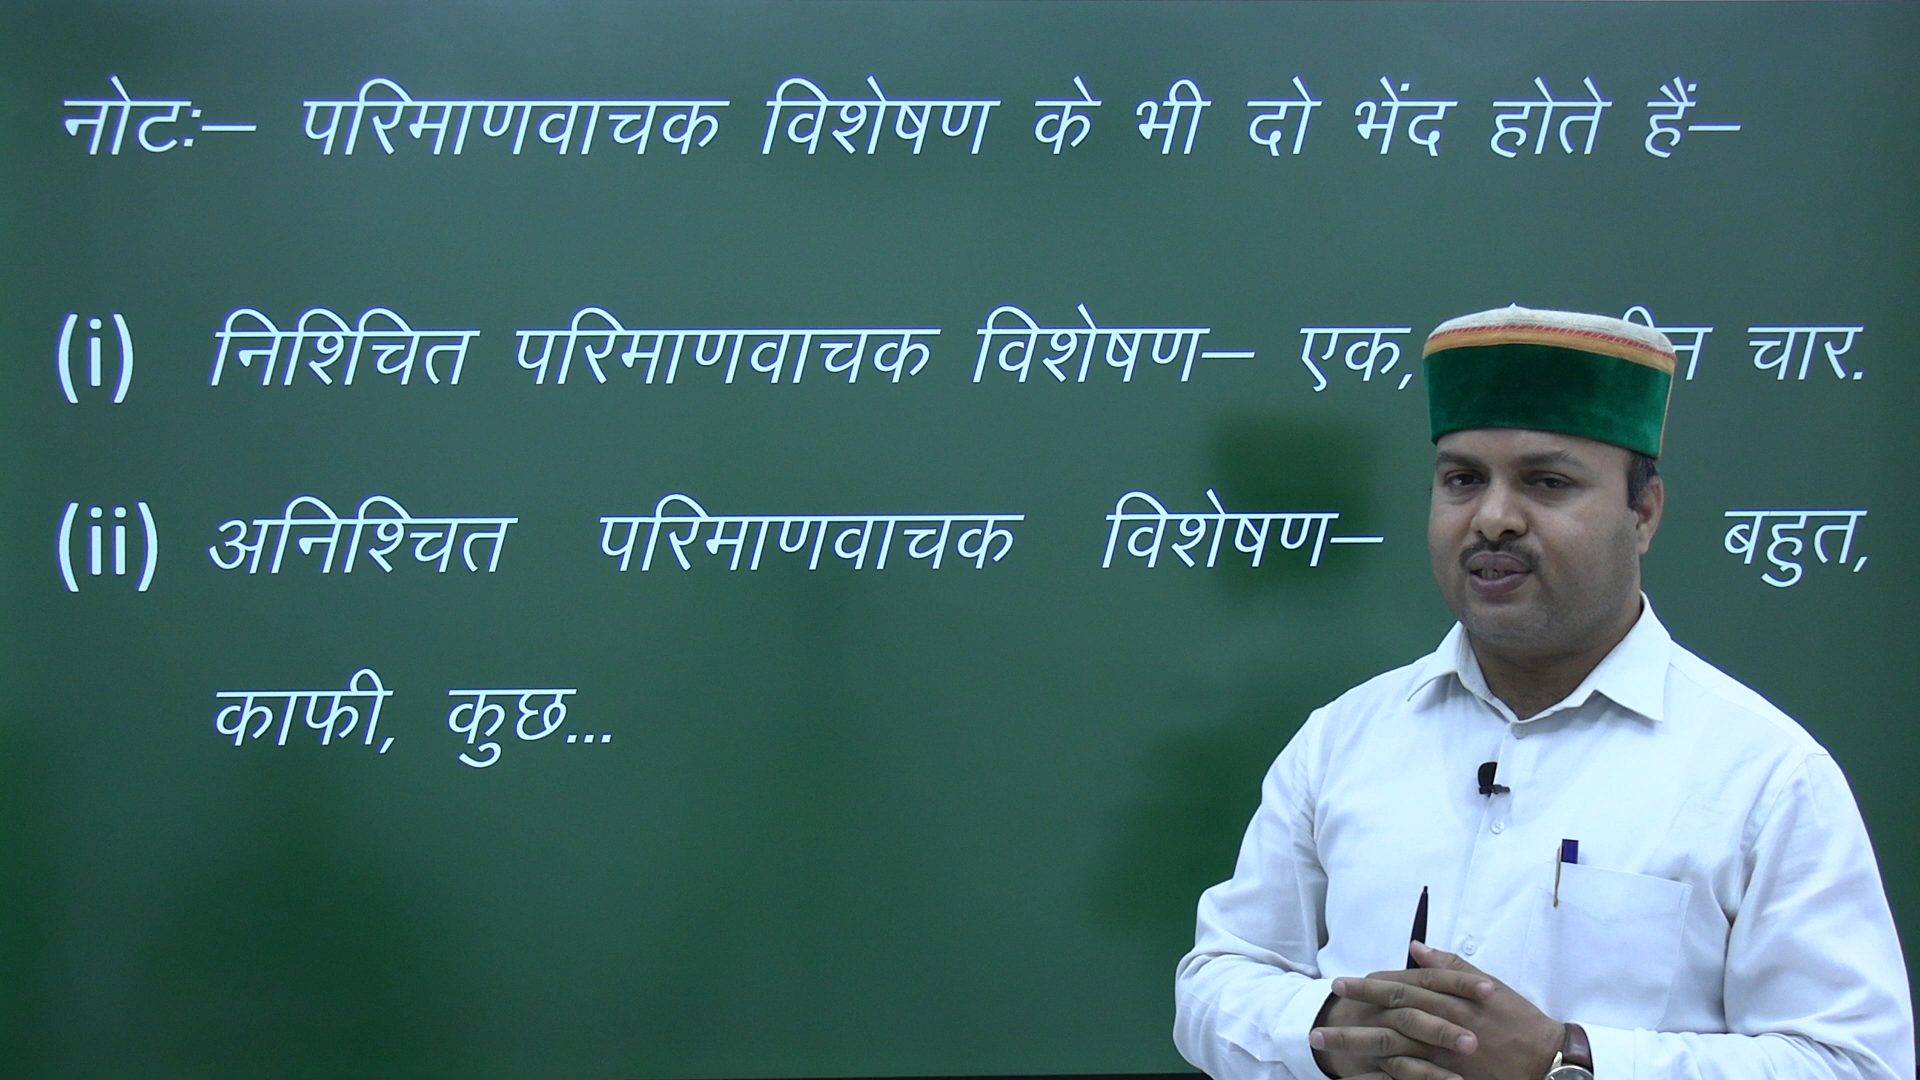 नोटः– परिमाणवाचक विशेषण के भी दो भेंद होते हैं–
(i) निश्चित परिमाणवाचक विशेषण– एक, चार.
(ii) अनिश्चित परिमाणवाचक विशेषण– बहुत,
काफी, कुछ...